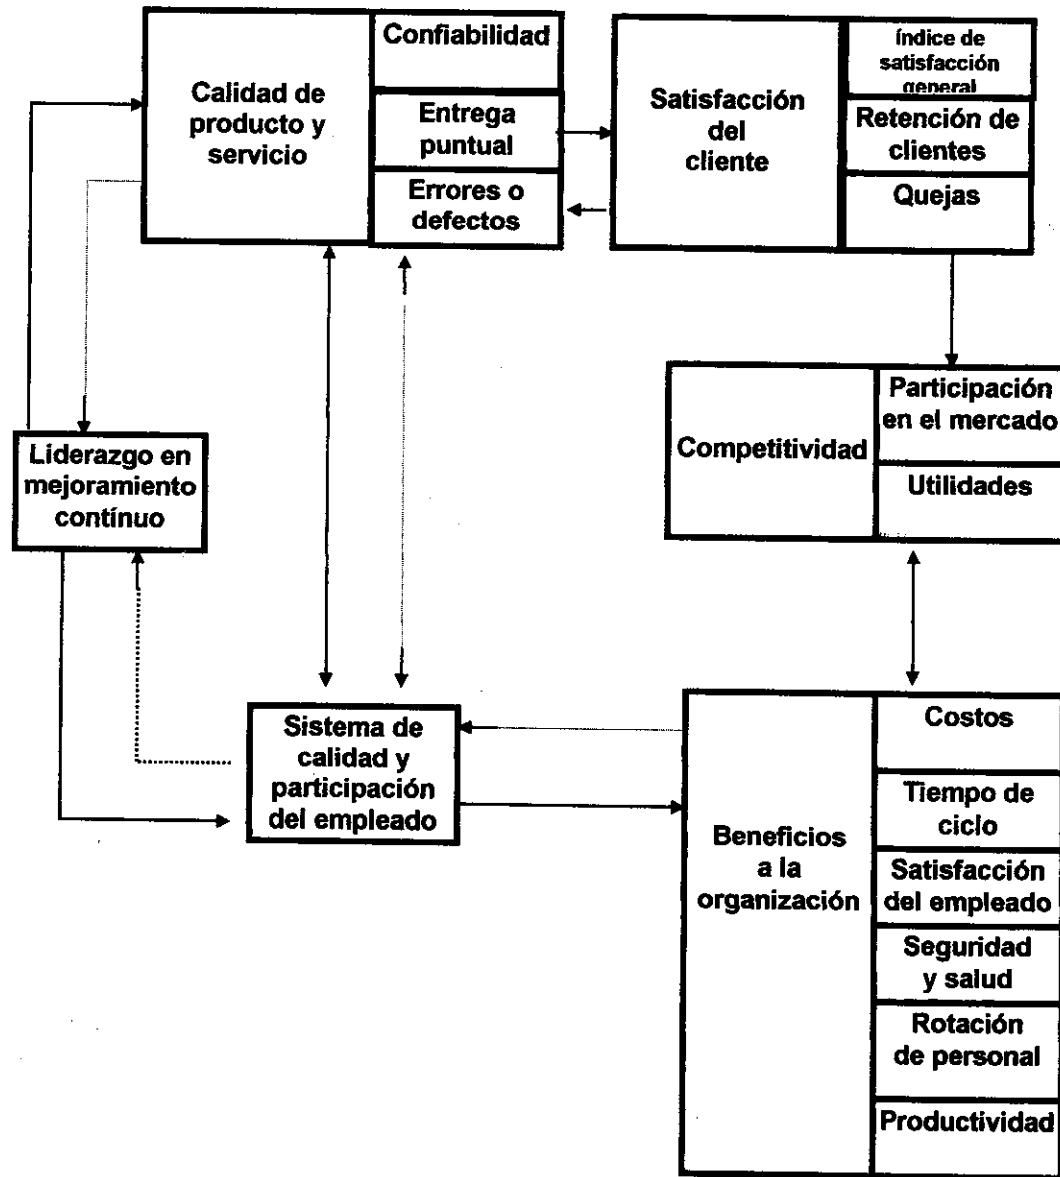 Calidad de
producto y
servicio
Confiabilidad
Entrega
puntual
Errores o
defectos
Satisfacción
del
cliente
índice de
satisfacción
general
Retención de
clientes
Quejas
Competitividad
Participación
en el mercado
Utilidades
Liderazgo en
mejoramiento
contínuo
Sistema de
calidad y
participación
del empleado
Beneficios
a la
organización
Costos
Tiempo de
ciclo
Satisfacción
del empleado
Seguridad
y salud
Rotación
de personal
Productividad